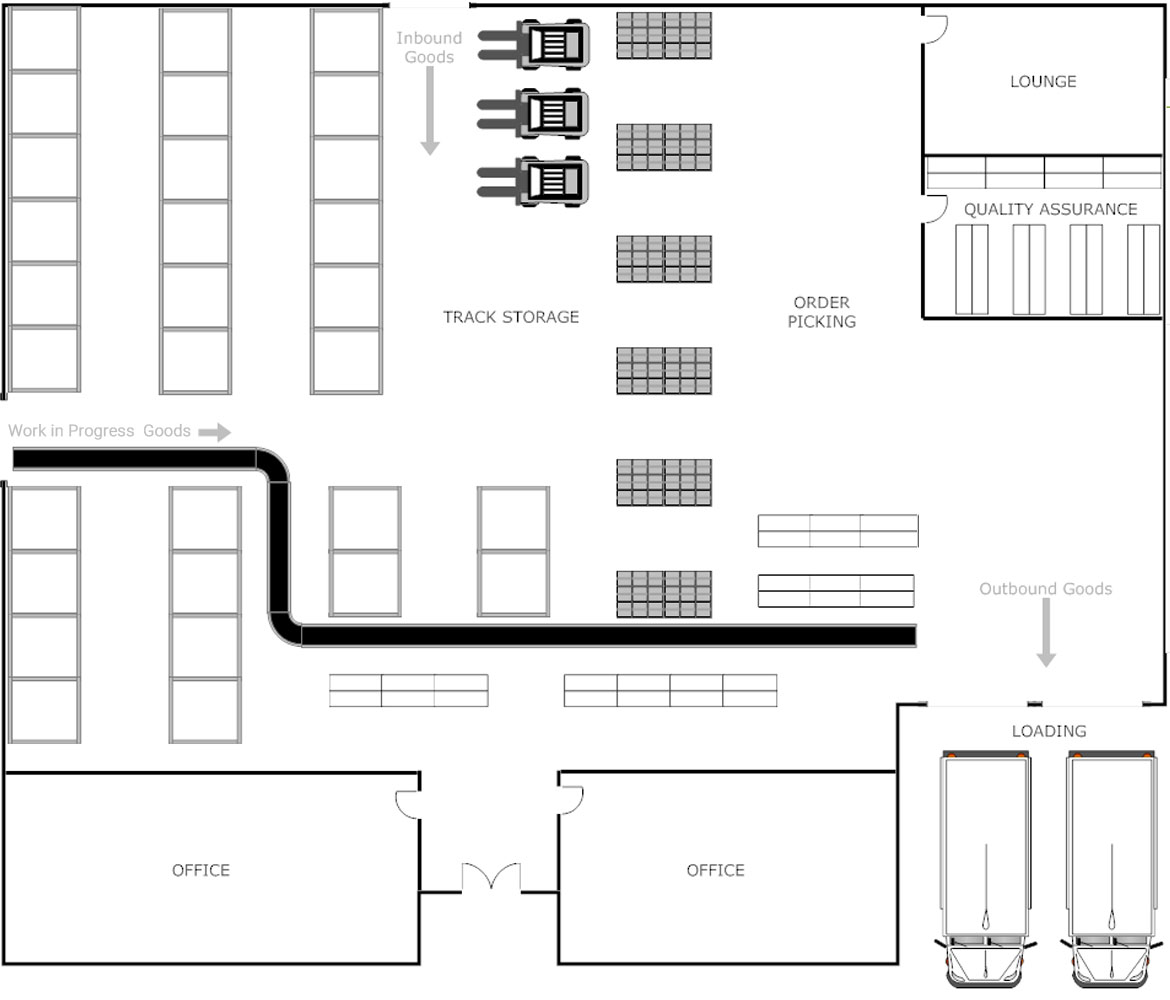 Inbound
Goods
LOUNGE
QUALITY ASSURANCE
TRACK STORAGE
ORDER
PICKING
Work in Progress Goods
Outbound Goods
LOADING
OFFICE
OFFICE